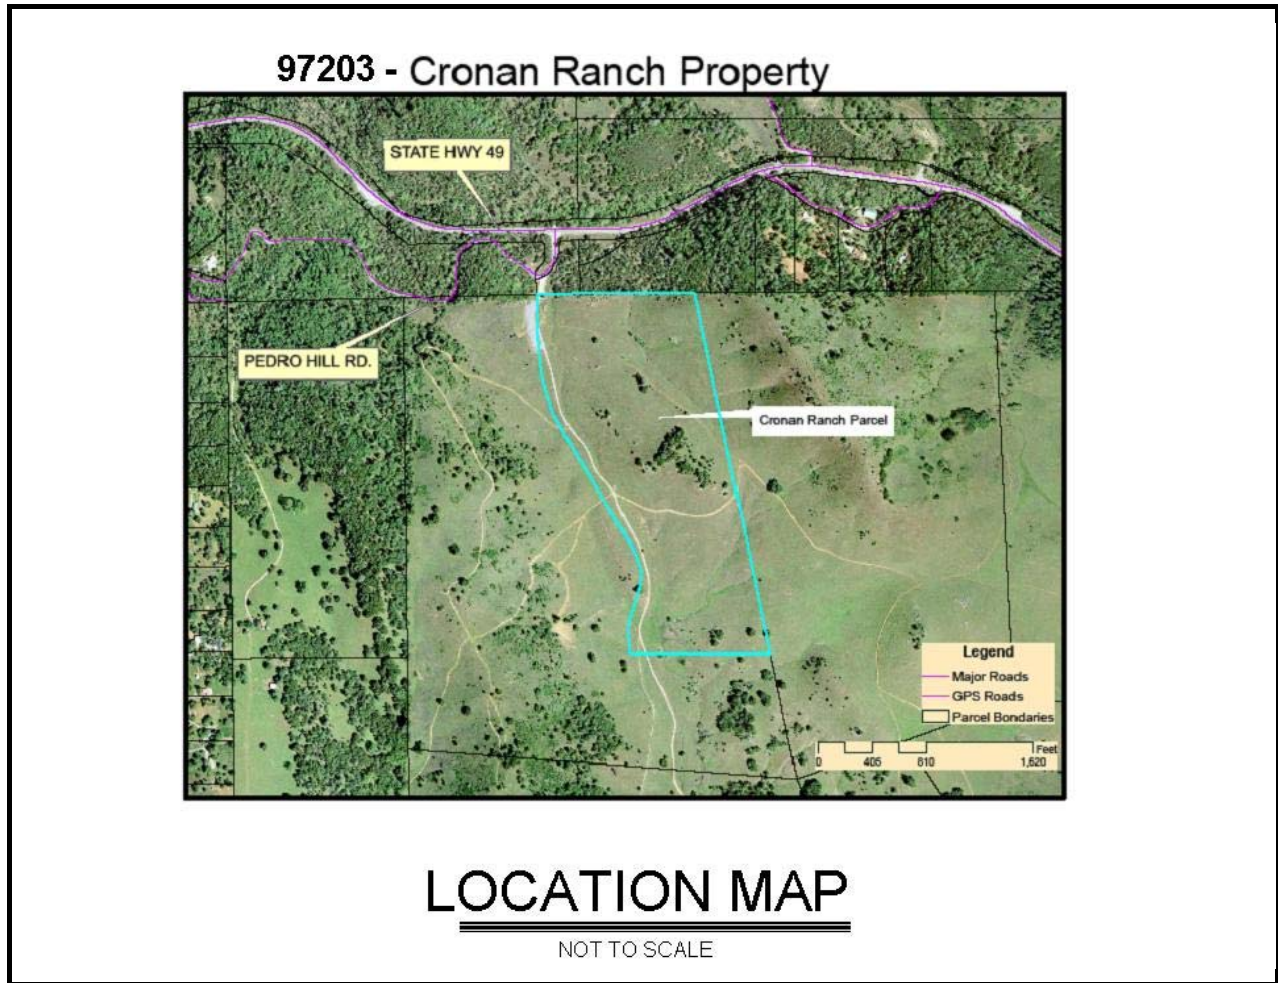 97203 - Cronan Ranch Property
STATE HWY 49
PEDRO HILL RD.
Cronan Ranch Parcel
Legend
Major Roads
GPS Roads
Parcel Bondaries
Feet
0 405 810 1,620
LOCATION MAP
NOT TO SCALE